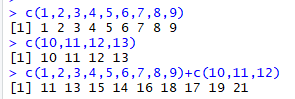 > c(1,2,3,4,5,6,7,8,9)
[1] 1 2 3 4 5 6 7 8 9
> c(10,11,12,13)
[1] 10 11 12 13
> c(1,2,3,4,5,6,7,8,9)+c(10,11,12)
[1] 11 13 15 14 16 18 17 19 21